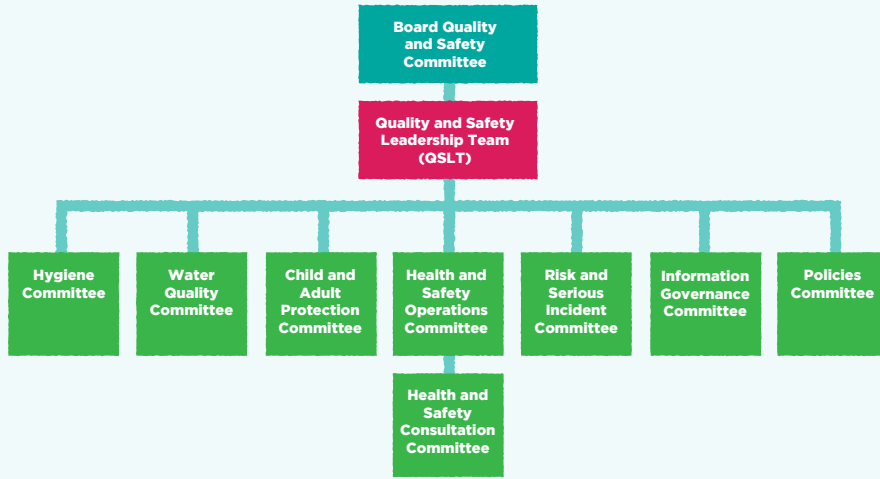 Board Quality
and Safety
Committee
Quality and Safety
Leadership Team
(QSLT)
Hygiene
Committee
Water
Quality
Committee
Child and
Adult
Protection
Committee
Health and
Safety
Operations
Committee
Risk and
Serious
Incident
Committee
Information
Governance
Committee
Policies
Committee
Health and
Safety
Consultation
Committee